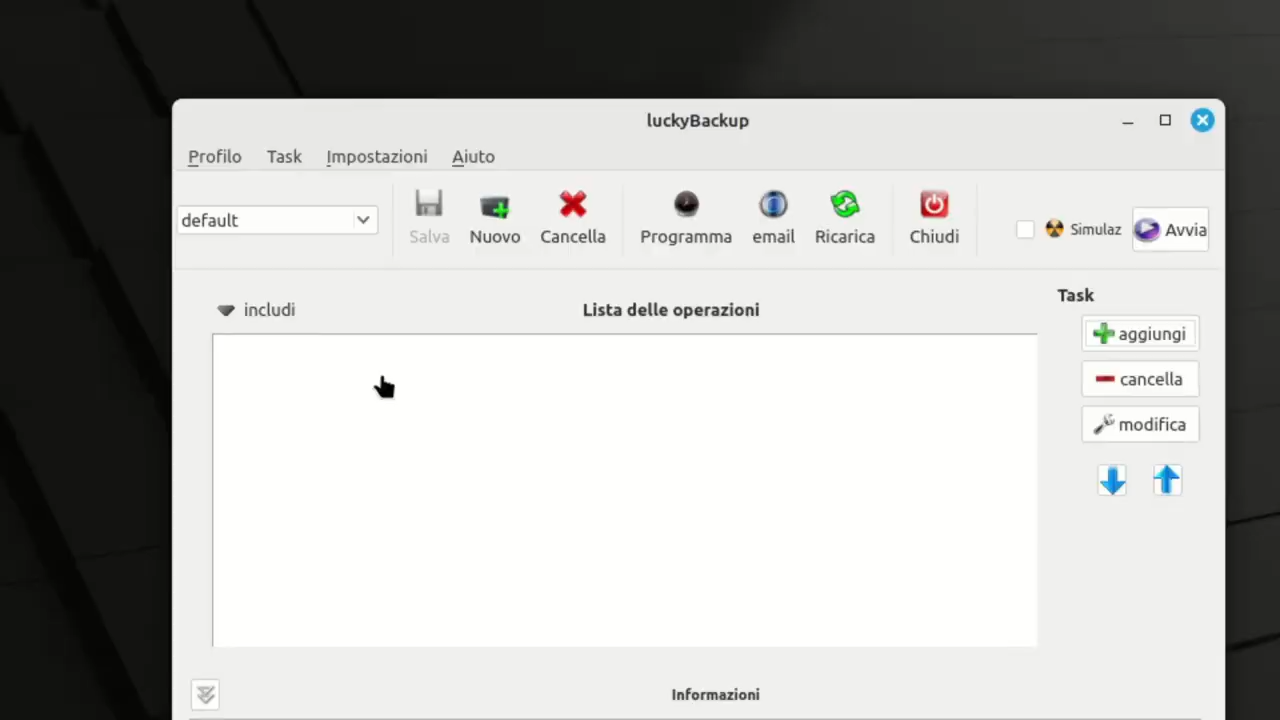 luckyBackup
Profilo Task Impostazioni Aiuto
default
Salva Nuovo Cancella Programma email Ricarica Chiudi
Simulaz Avvia
includi
Lista delle operazioni
Task
aggiungi
cancella
modifica
Informazioni